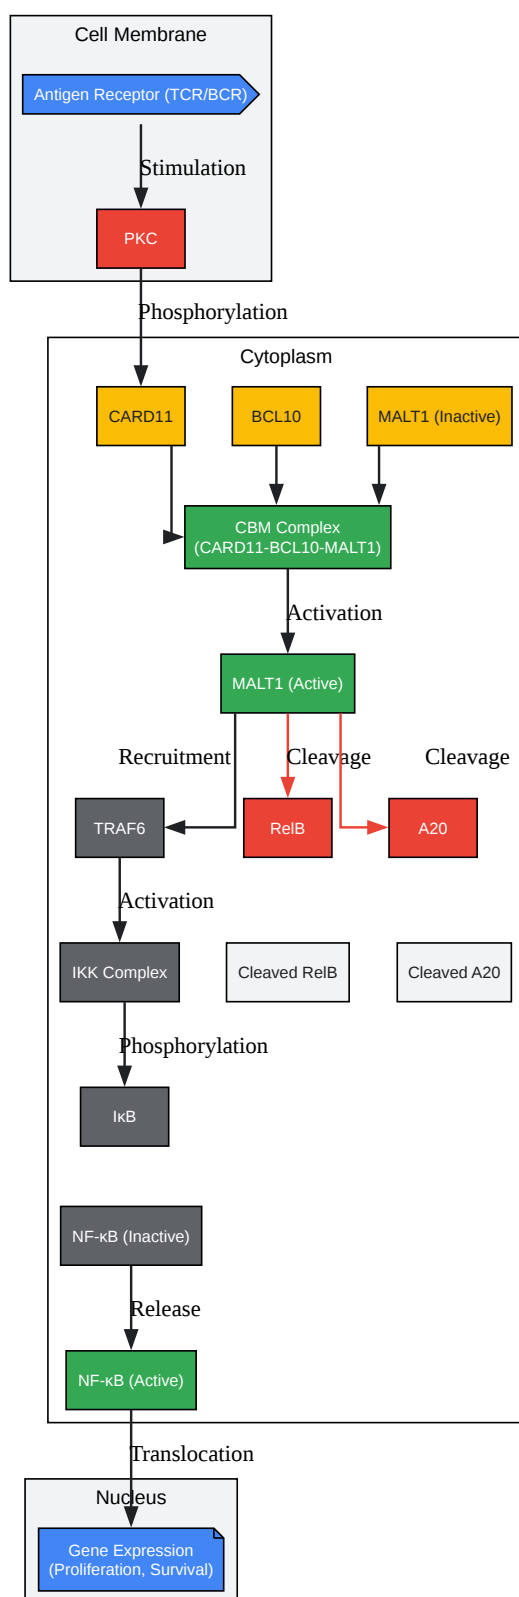 Cell Membrane
Antigen Receptor (TCR/BCR)
Stimulation
PKC
Phosphorylation
Cytoplasm
CARD11
BCL10
MALT1 (Inactive)
CBM Complex
(CARD11-BCL10-MALT1)
Activation
MALT1 (Active)
Recruitment
Cleavage
Cleavage
TRAF6
RelB
A20
Activation
IKK Complex
Cleaved RelB
Cleaved A20
Phosphorylation
IκB
NF-κB (Inactive)
Release
NF-κB (Active)
Translocation
Nucleus
Gene Expression
(Proliferation, Survival)